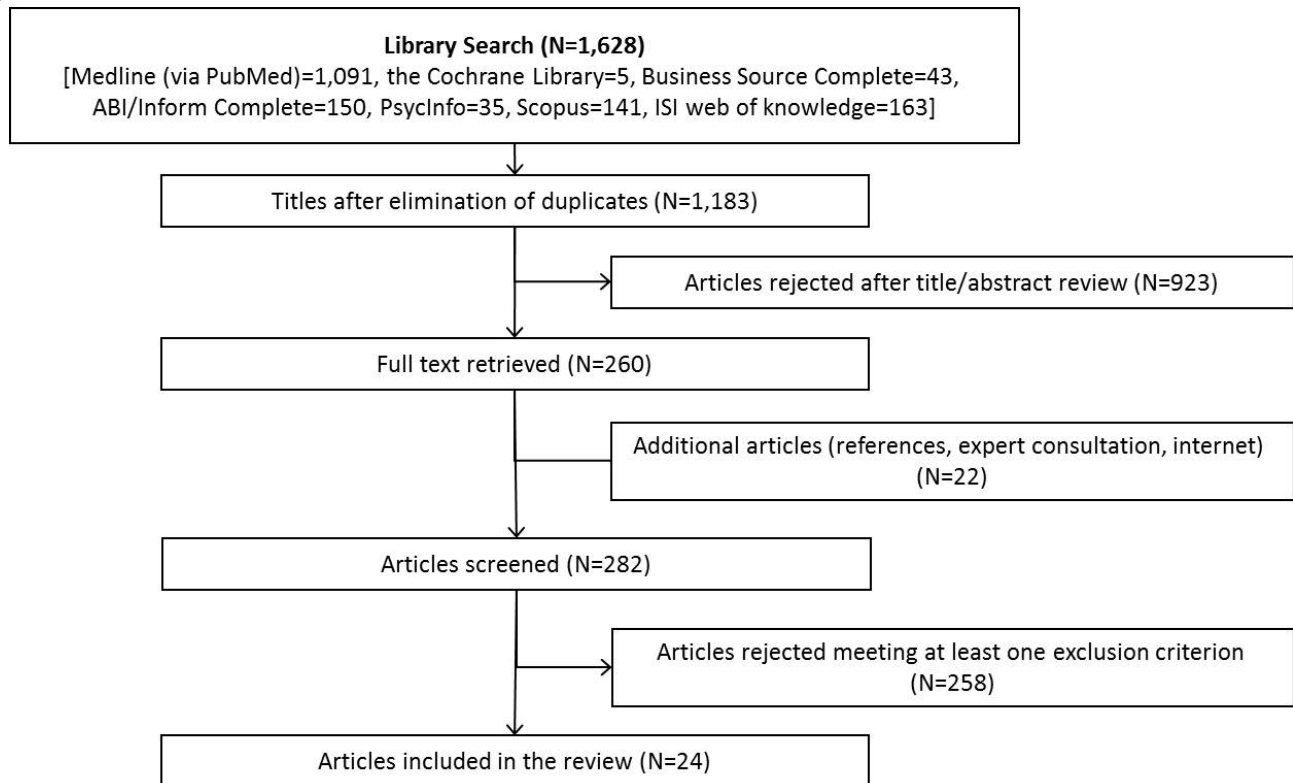 Library Search (N=1,628)
[Medline (via PubMed)=1,091, the Cochrane Library=5, Business Source Complete=43,
ABI/Inform Complete=150, PsycInfo=35, Scopus=141, ISI web of knowledge=163]
Titles after elimination of duplicates (N=1,183)
Articles rejected after title/abstract review (N=923)
Full text retrieved (N=260)
Additional articles (references, expert consultation, internet)
(N=22)
Articles screened (N=282)
Articles rejected meeting at least one exclusion criterion
(N=258)
Articles included in the review (N=24)